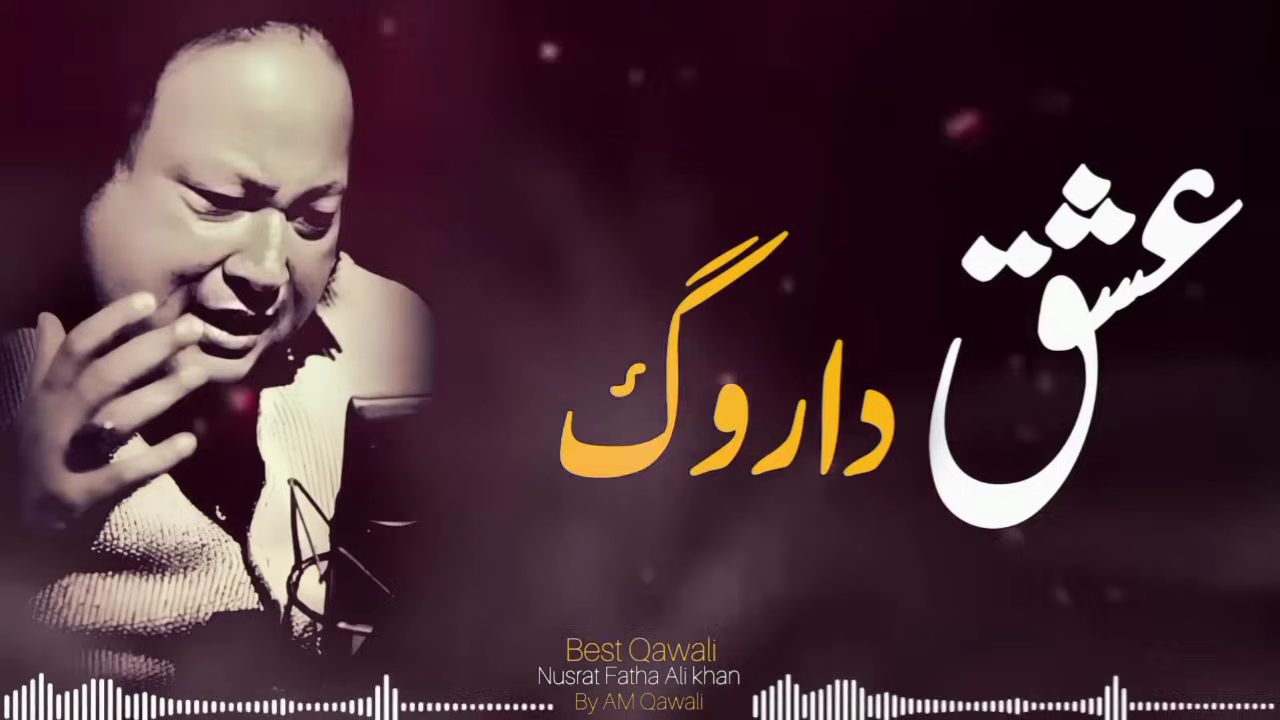 عشق داروگ
Best Qawali
Nusrat Fatha Ali khan
By AM Qawali